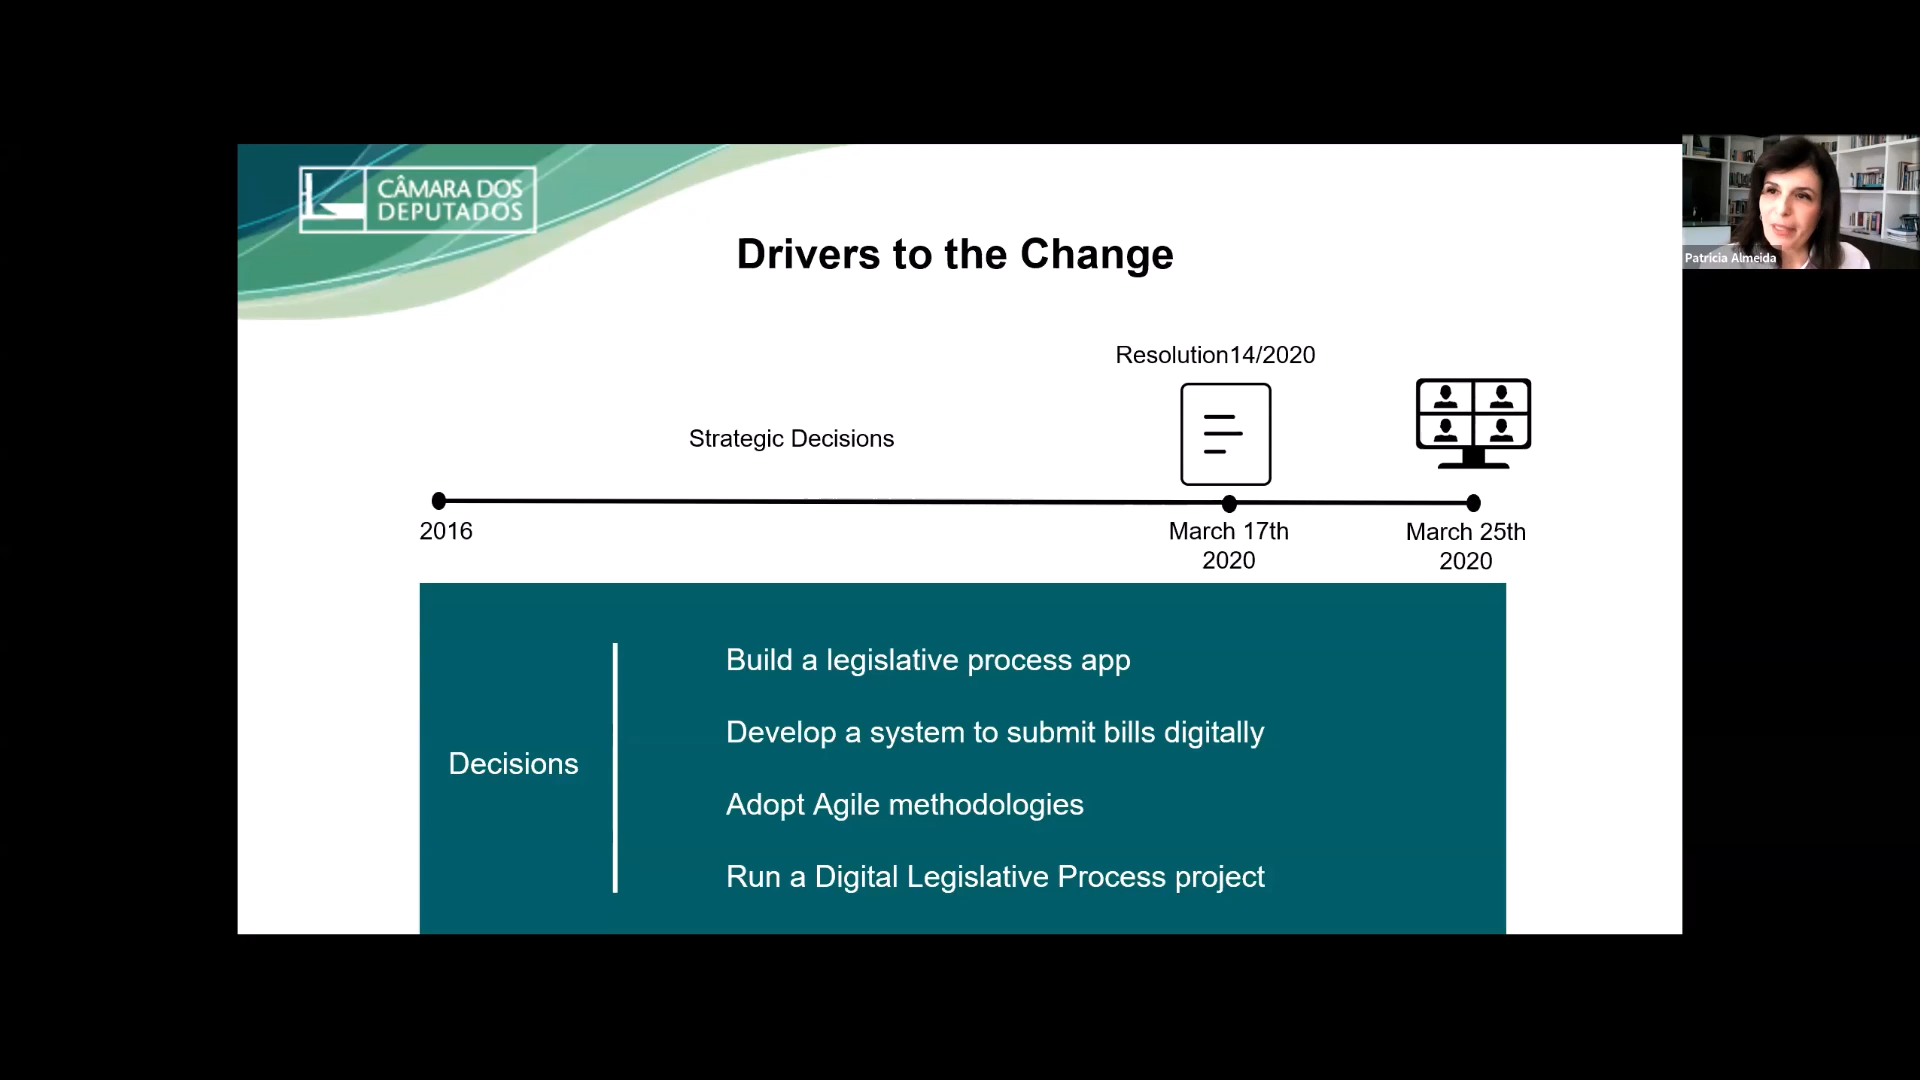 CÂMARA DOS
DEPUTADOS
Drivers to the Change
Patrícia Almeida
Resolution14/2020
Strategic Decisions
2016
March 17th
2020
March 25th
2020
Decisions
Build a legislative process app
Develop a system to submit bills digitally
Adopt Agile methodologies
Run a Digital Legislative Process project